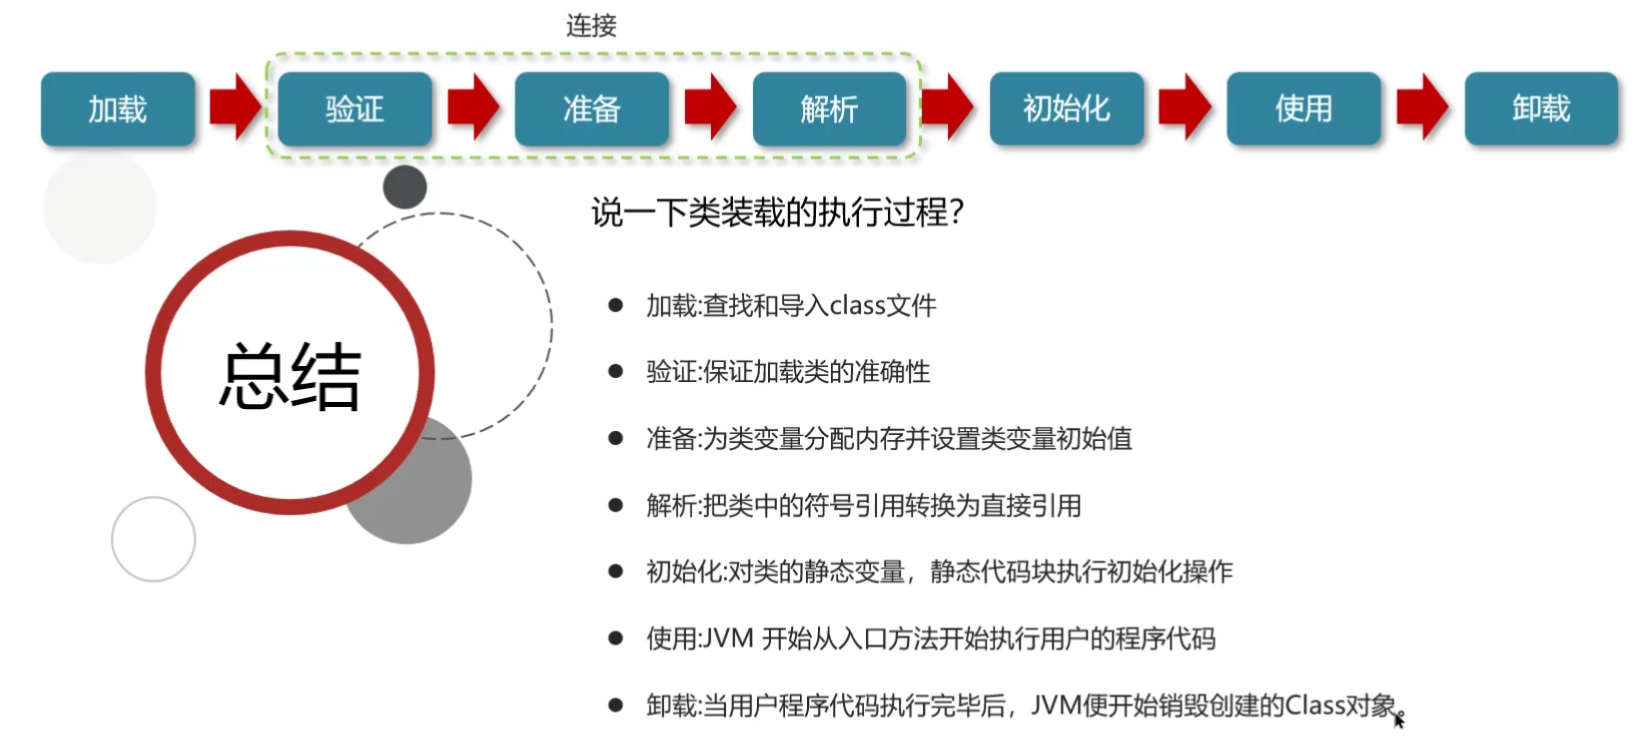 连接
加载
验证
准备
解析
初始化
使用
卸载
说一下类装载的执行过程？
总结
加载:查找和导入class文件
验证:保证加载类的准确性
准备:为类变量分配内存并设置类变量初始值
解析:把类中的符号引用转换为直接引用
初始化:对类的静态变量，静态代码块执行初始化操作
使用:JVM 开始从入口方法开始执行用户的程序代码
卸载:当用户程序代码执行完毕后，JVM便开始销毁创建的Class对象。